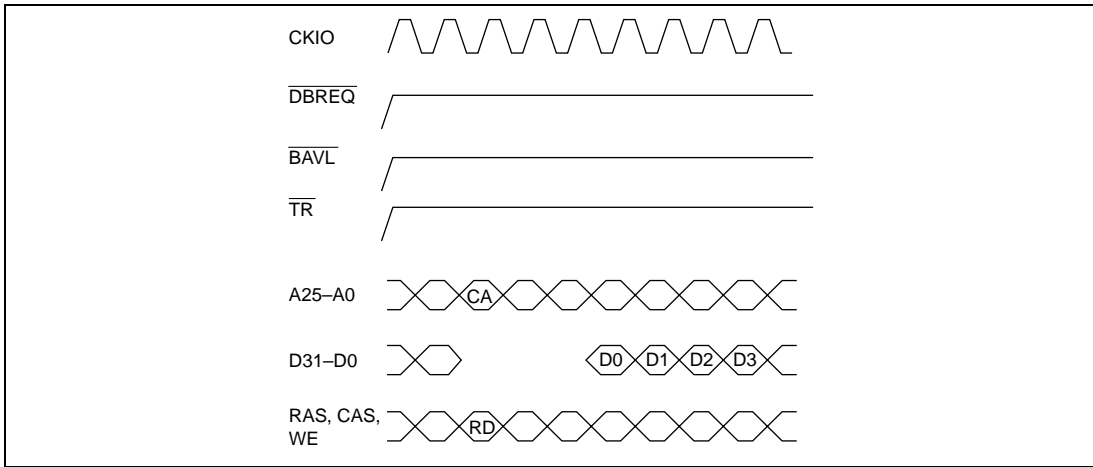 CKIO
DBREQ
BAVL
TR
A25–A0
CA
D31–D0
D0 D1 D2 D3
RAS, CAS,
WE
RD